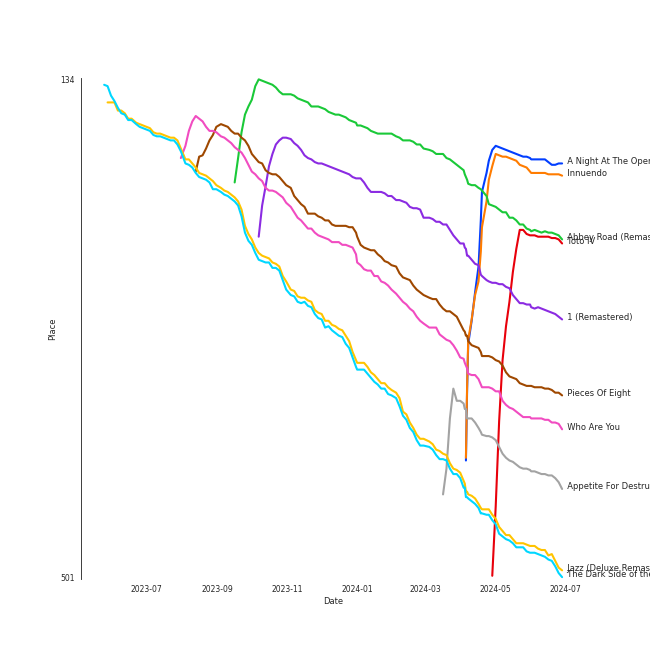 134
A Night At The Oper
Innuendo
Abbey Road (Remas
Toto IV
1 (Remastered)
Place
Pieces Of Eight
Who Are You
Appetite For Destru
Jazz (Deluxe Remas
The Dark Side of the
501
2023-07 2023-09 2023-11 2024-01 2024-03 2024-05 2024-07
Date